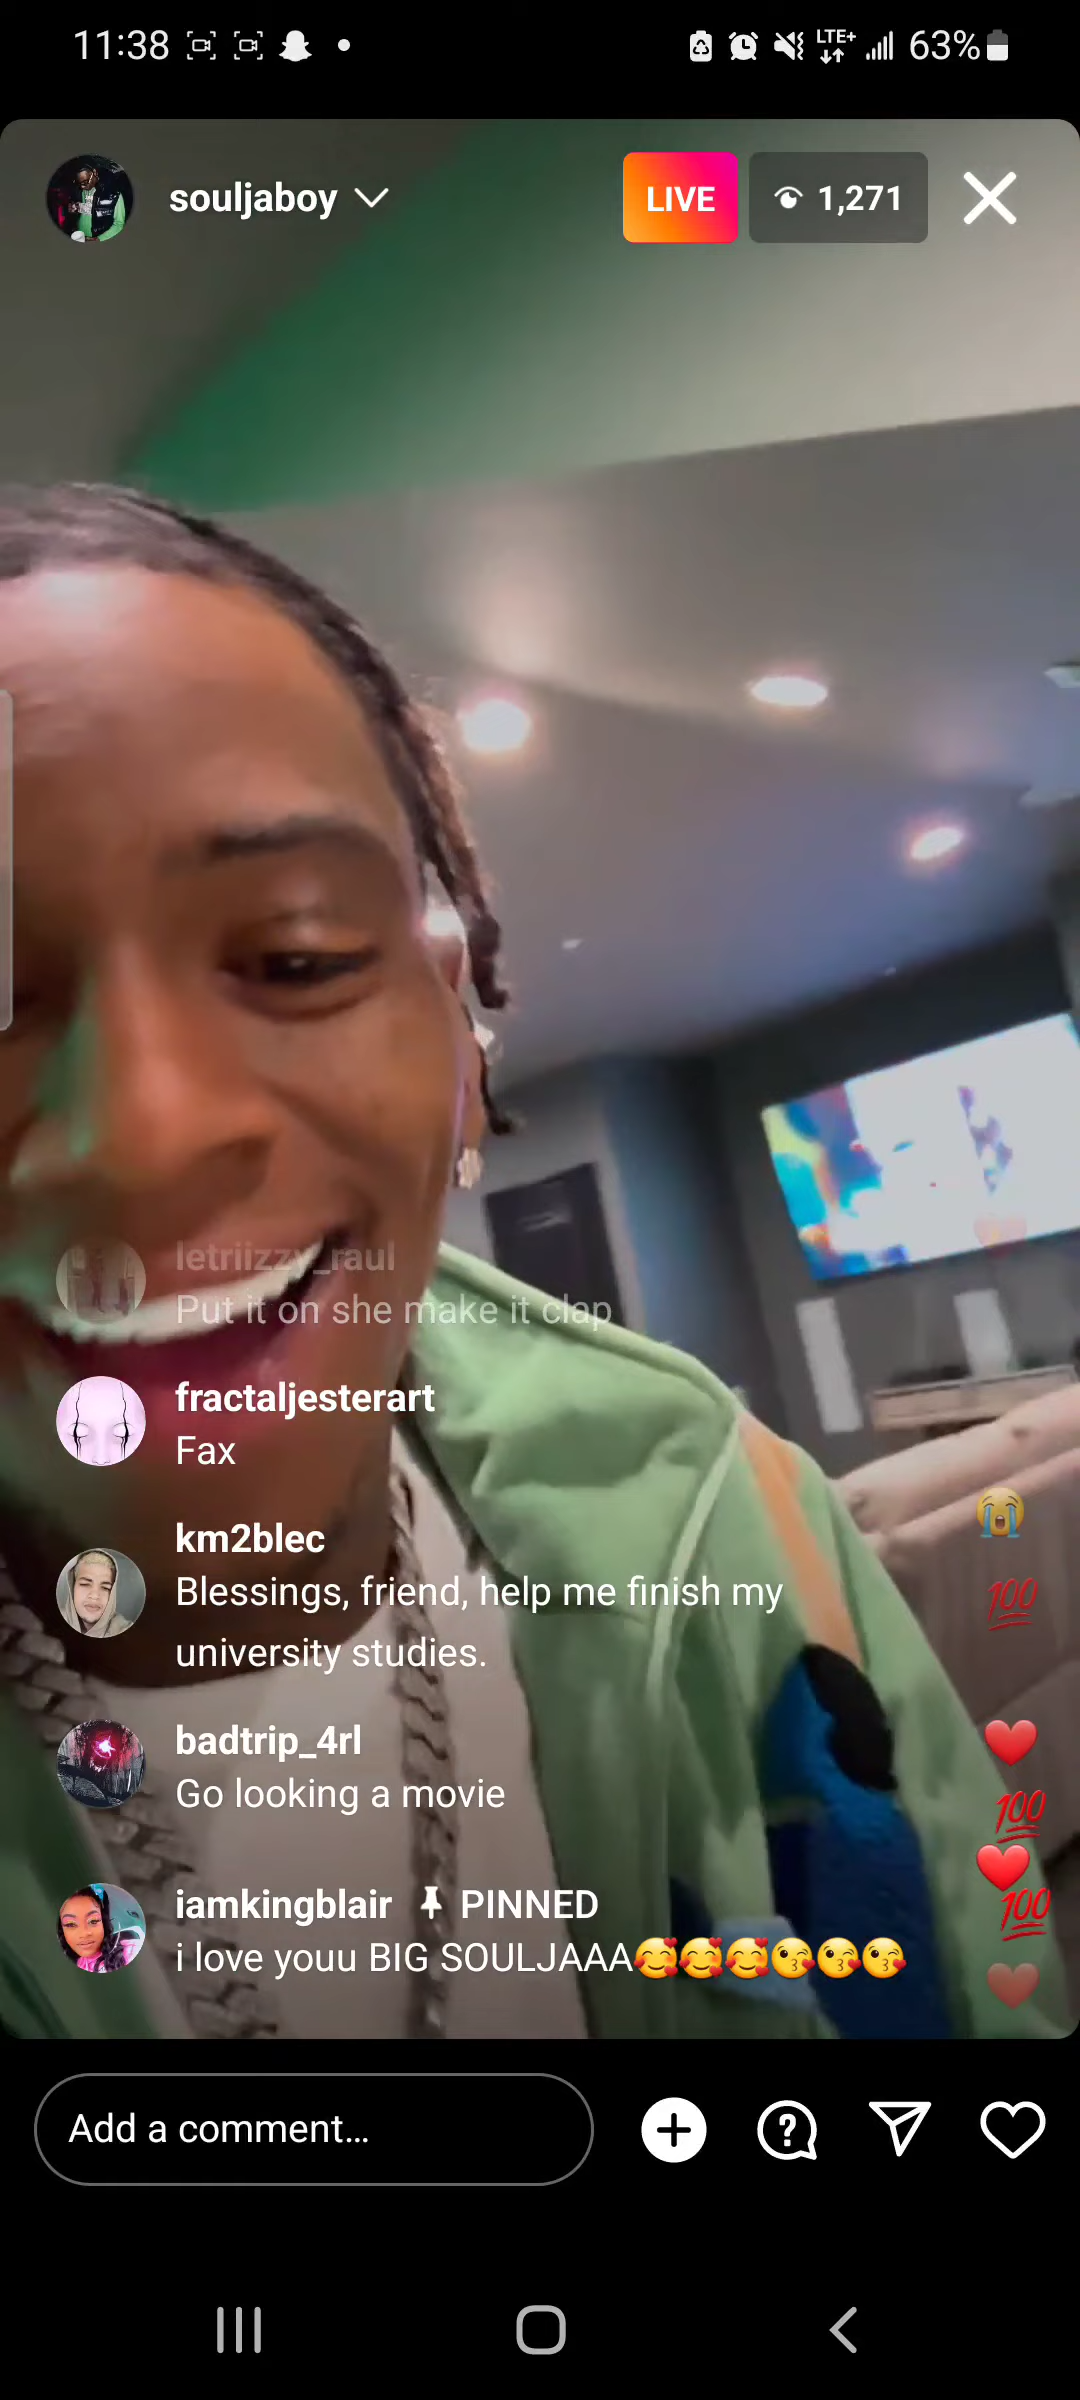 11:38
LTE+
63%
souljaboy
LIVE
1,271
letriizzy_raul
Put it on she make it clap
fractaljesterart
Fax
km2blec
Blessings, friend, help me finish my
university studies.
badtrip_4rl
Go looking a movie
iamkingblair 📌 PINNED
i love youu BIG SOULJAAA🥰🥰🥰😘😘😘
😭
💯
❤️
💯
❤️
💯
❤️
Add a comment...